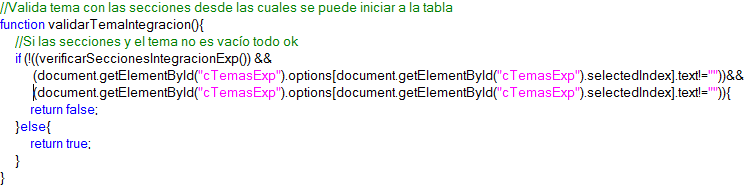 //Valida tema con las secciones desde las cuales se puede iniciar a la tabla
function validarTemaIntegracion(){
//Si las secciones y el tema no es vacío todo ok
if (!((verificarSeccionesIntegracionExp()) &&
(document.getElementById("cTemasExp").options[document.getElementById("cTemasExp").selectedIndex].text!=""))&&
(document.getElementById("cTemasExp").options[document.getElementById("cTemasExp").selectedIndex].text!="")){
return false;
}else{
return true;
}
}